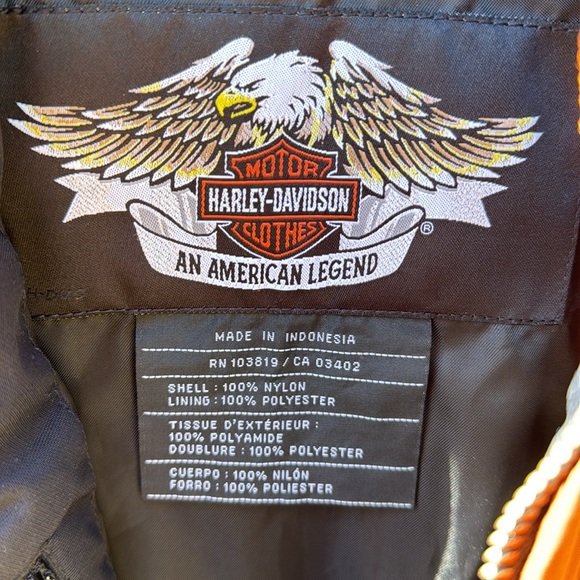 MOTOR
HARLEY-DAVIDSON
CLOTHES
®
AN AMERICAN LEGEND
MADE IN INDONESIA
RN 103819 / CA 03402
SHELL : 100% NYLON
LINING : 100% POLYESTER
TISSUE D'EXTÉRIEUR :
100% POLYAMIDE
DOUBLURE : 100% POLYESTER
CUERPO : 100% NILÓN
FORRO : 100% POLIESTER